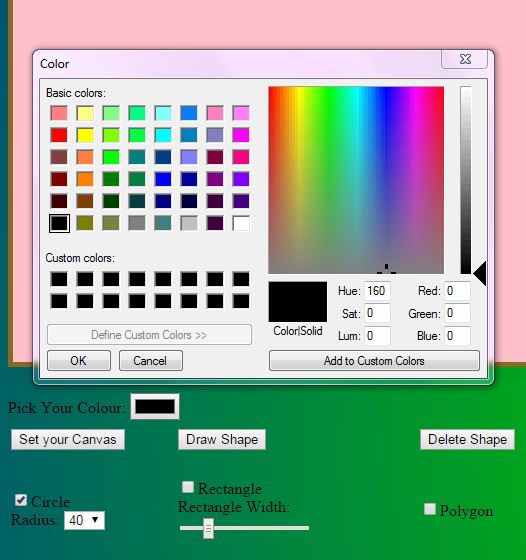 Color
Basic colors:
Custom colors:
Define Custom Colors >>
OK Cancel
Color|Solid
Hue: 160 Red: 0
Sat: 0 Green: 0
Lum: 0 Blue: 0
Add to Custom Colors
Pick Your Colour:
Set your Canvas Draw Shape Delete Shape
Circle
Radius: 40
Rectangle
Rectangle Width:
Polygon